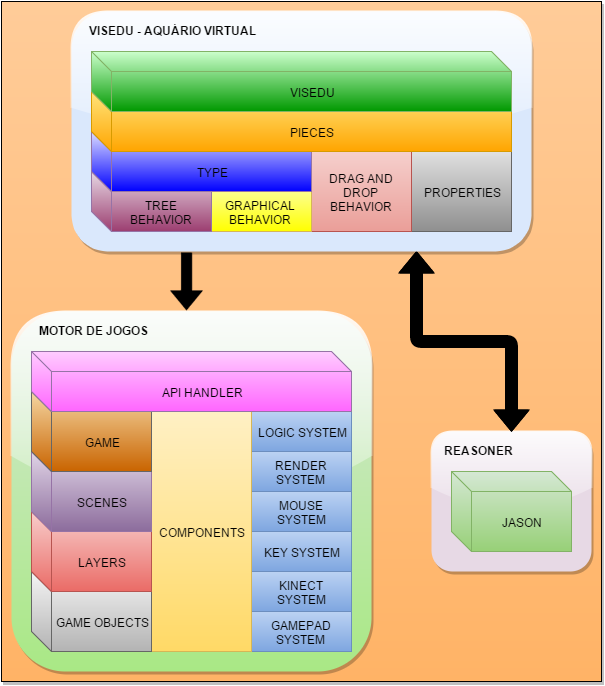 VISEDU - AQUÁRIO VIRTUAL
VISEDU
PIECES
TYPE
TREE
BEHAVIOR
GRAPHICAL
BEHAVIOR
DRAG AND
DROP
BEHAVIOR
PROPERTIES
MOTOR DE JOGOS
API HANDLER
GAME
SCENES
LAYERS
GAME OBJECTS
COMPONENTS
LOGIC SYSTEM
RENDER
SYSTEM
MOUSE
SYSTEM
KEY SYSTEM
KINECT
SYSTEM
GAMEPAD
SYSTEM
REASONER
JASON